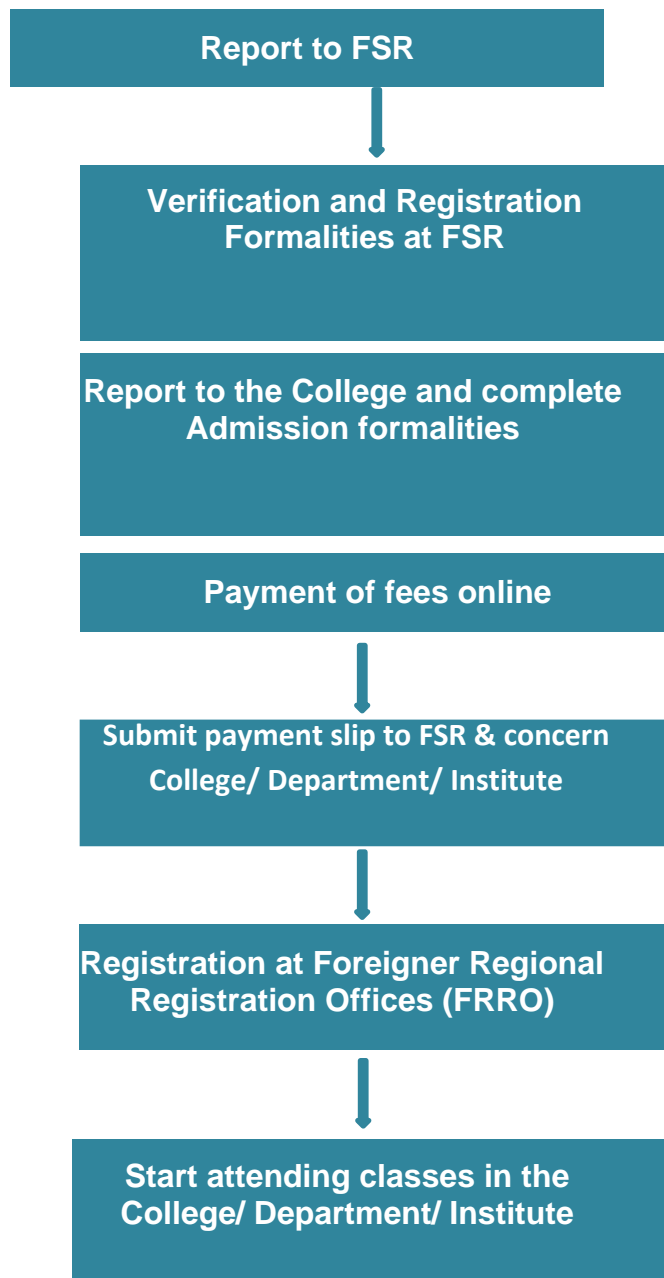 Report to FSR
Verification and Registration
Formalities at FSR
Report to the College and complete
Admission formalities
Payment of fees online
Submit payment slip to FSR & concern
College/ Department/ Institute
Registration at Foreigner Regional
Registration Offices (FRRO)
Start attending classes in the
College/ Department/ Institute